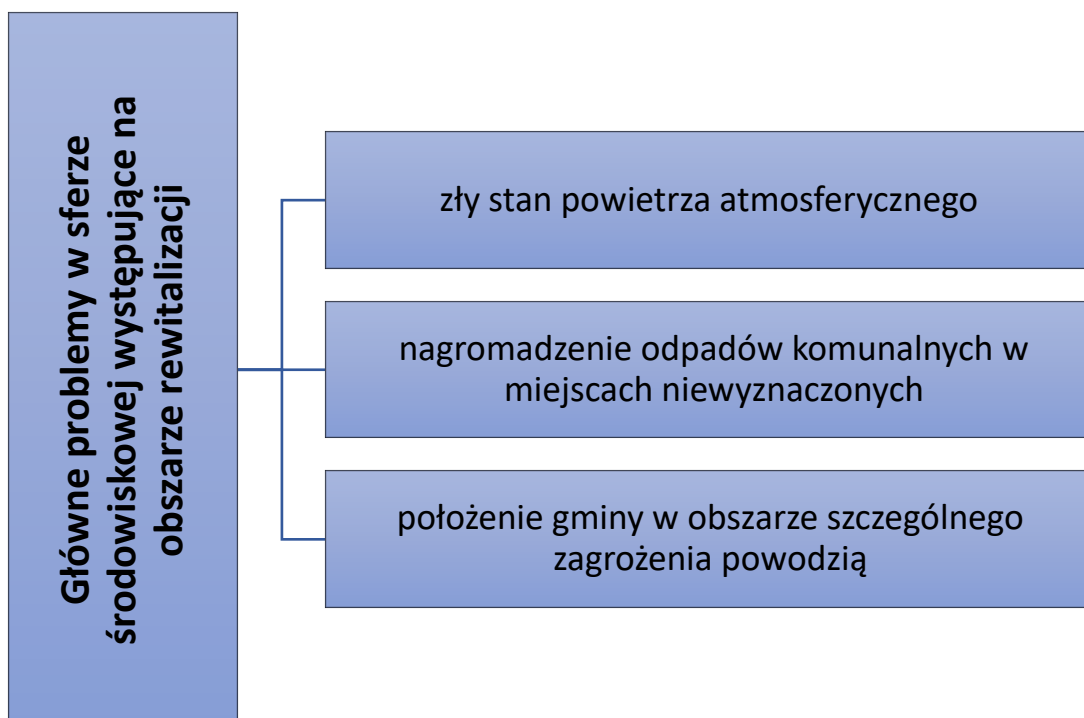 Główne problemy w sferze
środowiskowej występujące na
obszarze rewitalizacji
zły stan powietrza atmosferycznego
nagromadzenie odpadów komunalnych w
miejscach niewyznaczonych
położenie gminy w obszarze szczególnego
zagrożenia powodzią